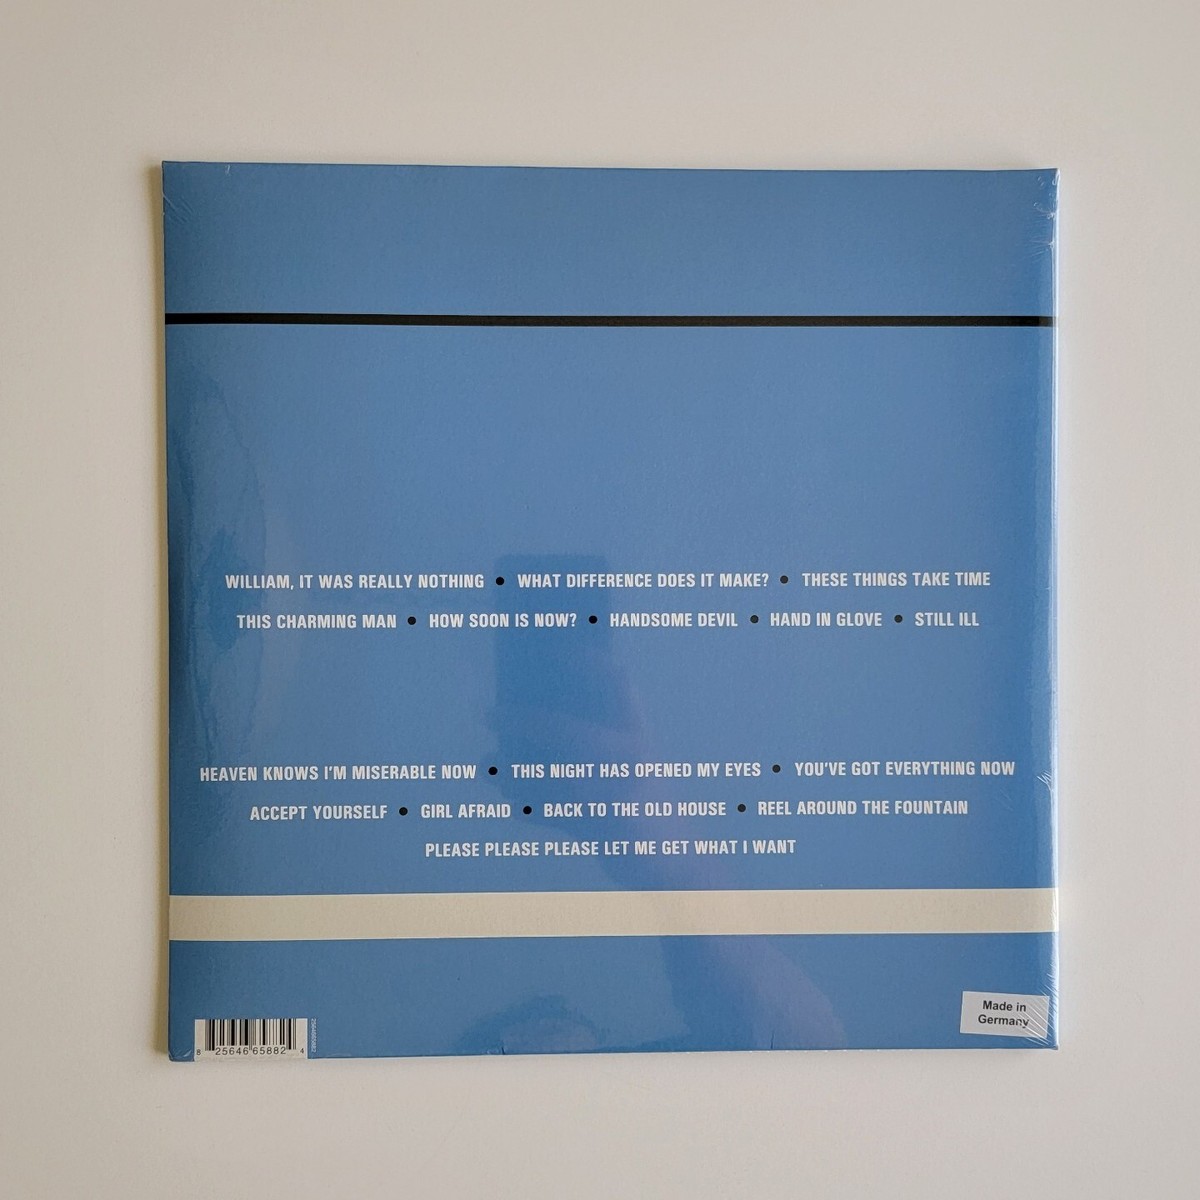 WILLIAM, IT WAS REALLY NOTHING ● WHAT DIFFERENCE DOES IT MAKE? ● THESE THINGS TAKE TIME
THIS CHARMING MAN ● HOW SOON IS NOW? ● HANDSOME DEVIL ● HAND IN GLOVE ● STILL ILL
HEAVEN KNOWS I'M MISERABLE NOW ● THIS NIGHT HAS OPENED MY EYES ● YOU'VE GOT EVERYTHING NOW
ACCEPT YOURSELF ● GIRL AFRAID ● BACK TO THE OLD HOUSE ● REEL AROUND THE FOUNTAIN
PLEASE PLEASE PLEASE LET ME GET WHAT I WANT
Made in
Germany
8 25646 65882 4